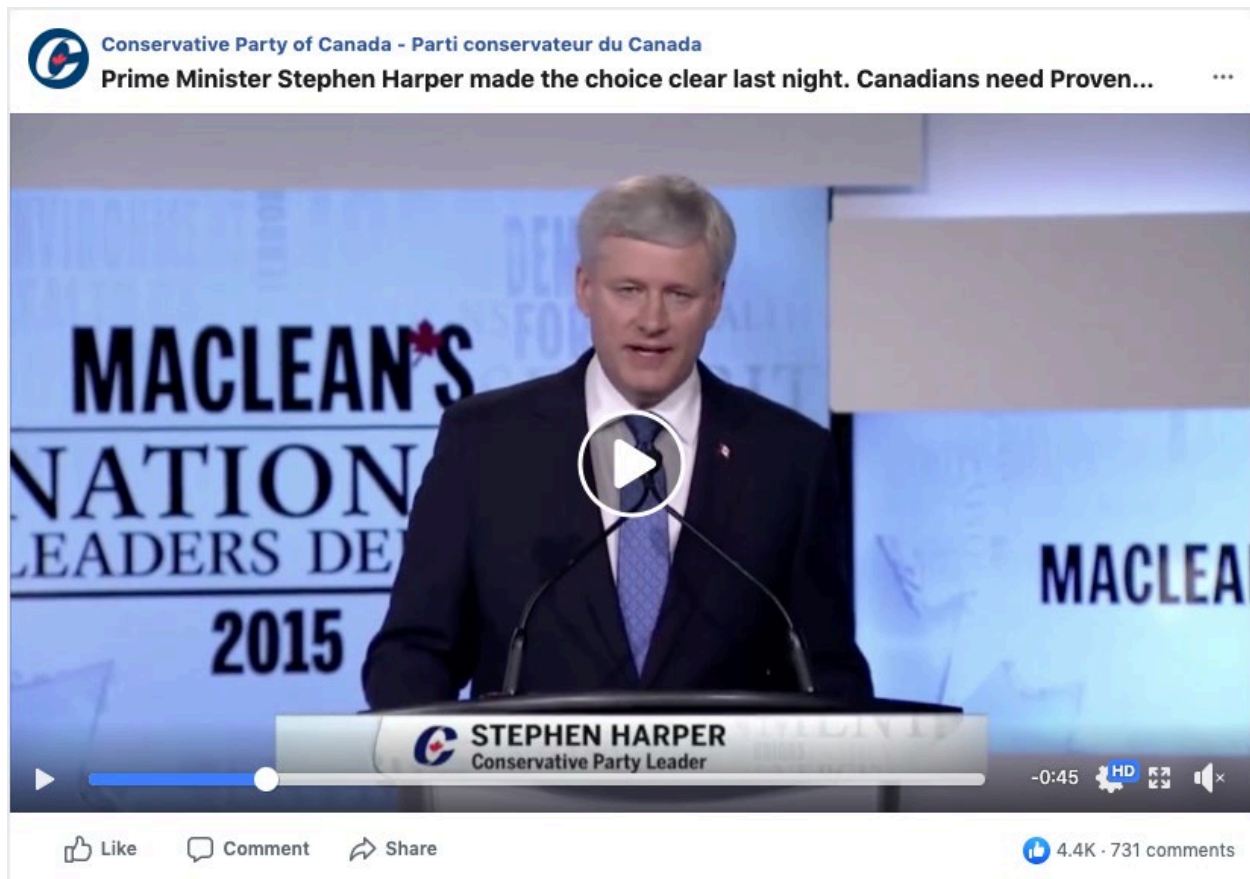 Conservative Party of Canada - Parti conservateur du Canada
Prime Minister Stephen Harper made the choice clear last night. Canadians need Proven...
MACLEAN'S
NATION
LEADERS DE
2015
MACLEA
STEPHEN HARPER
Conservative Party Leader
-0:45
HD
Like
Comment
Share
4.4K · 731 comments